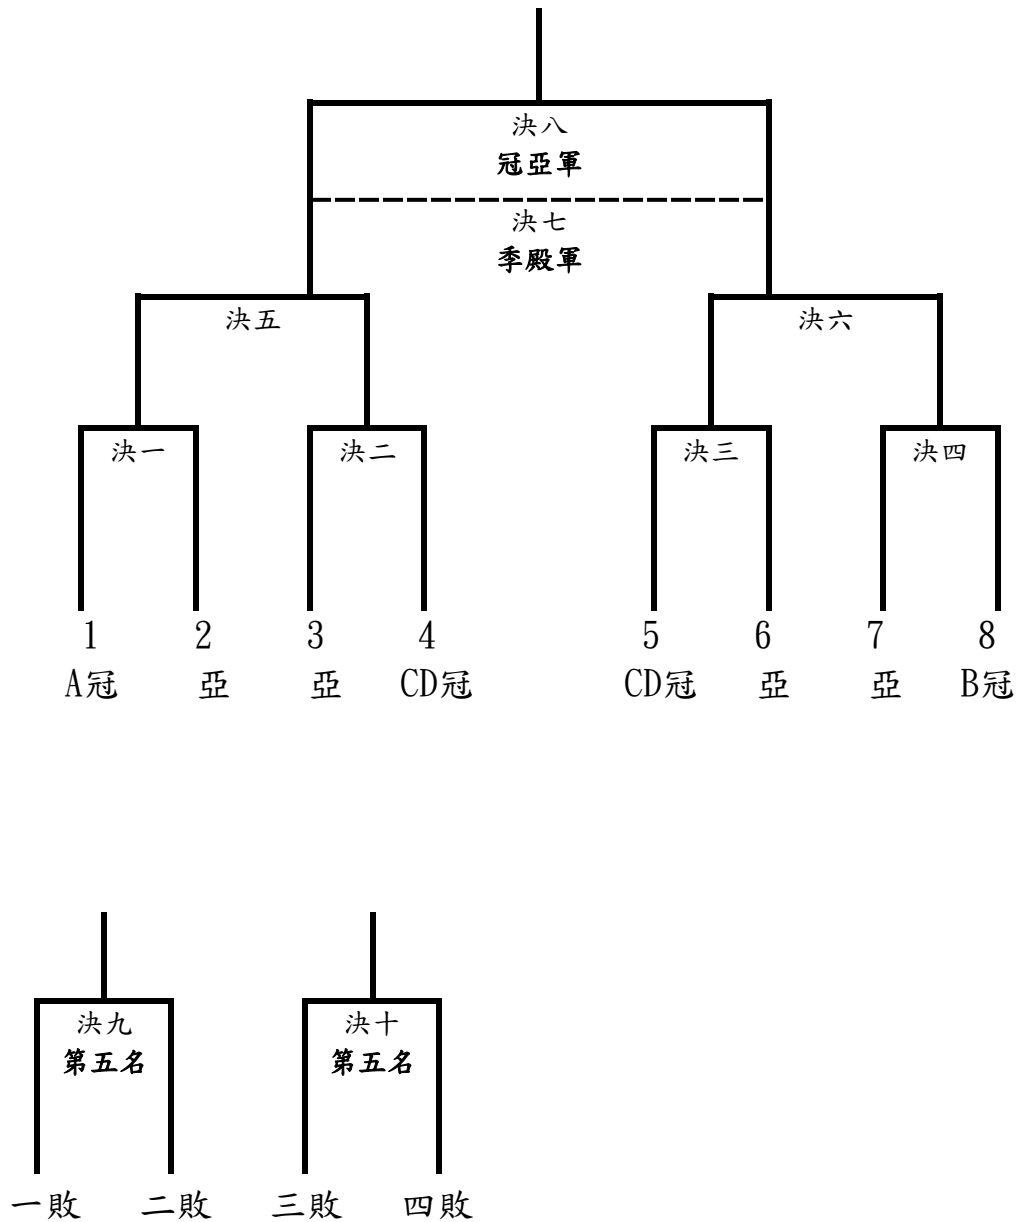 決八
冠亞軍
決七
季殿軍
決五 決六
決一 決二 決三 決四
1 2 3 4 5 6 7 8
A冠 亞 亞 CD冠 CD冠 亞 亞 B冠
決九 決十
第五名 第五名
一敗 二敗 三敗 四敗